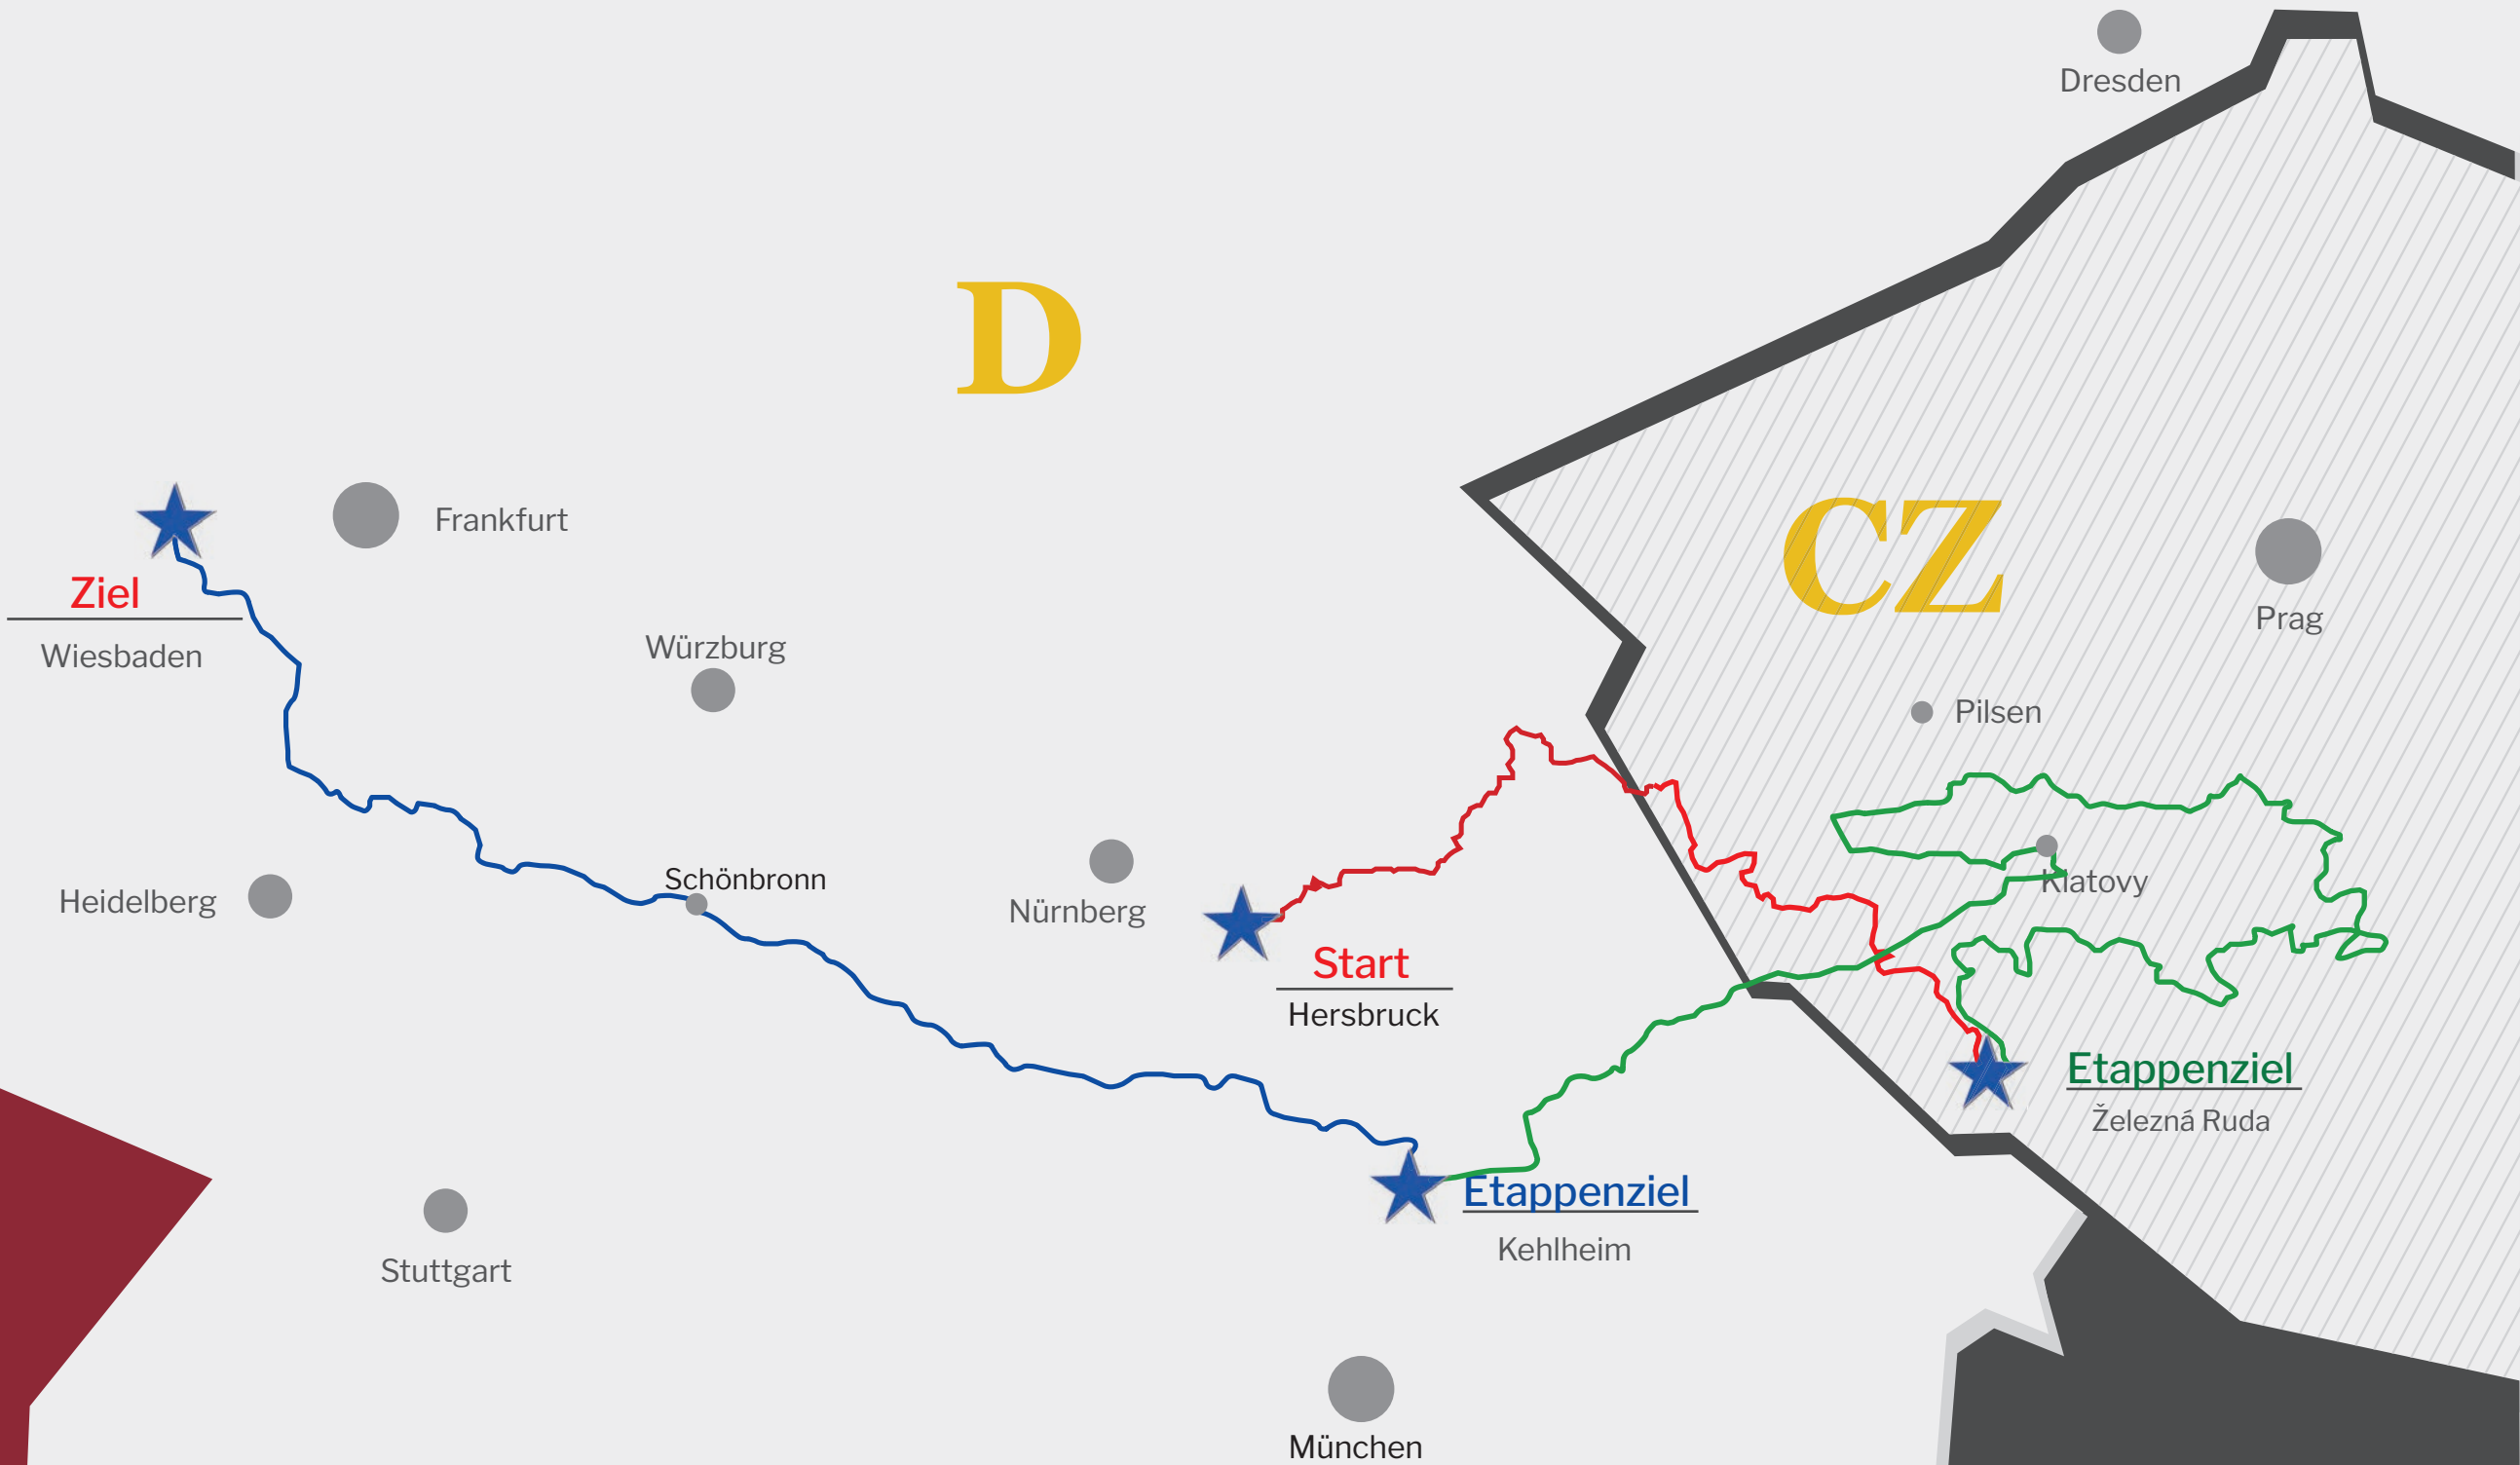 Dresden
D
CZ
Frankfurt
Prag
Ziel
Wiesbaden
Würzburg
Pilsen
Schönbronn
Klatovy
Heidelberg
Nürnberg
Start
Hersbruck
Etappenziel
Železná Ruda
Etappenziel
Kehlheim
Stuttgart
München